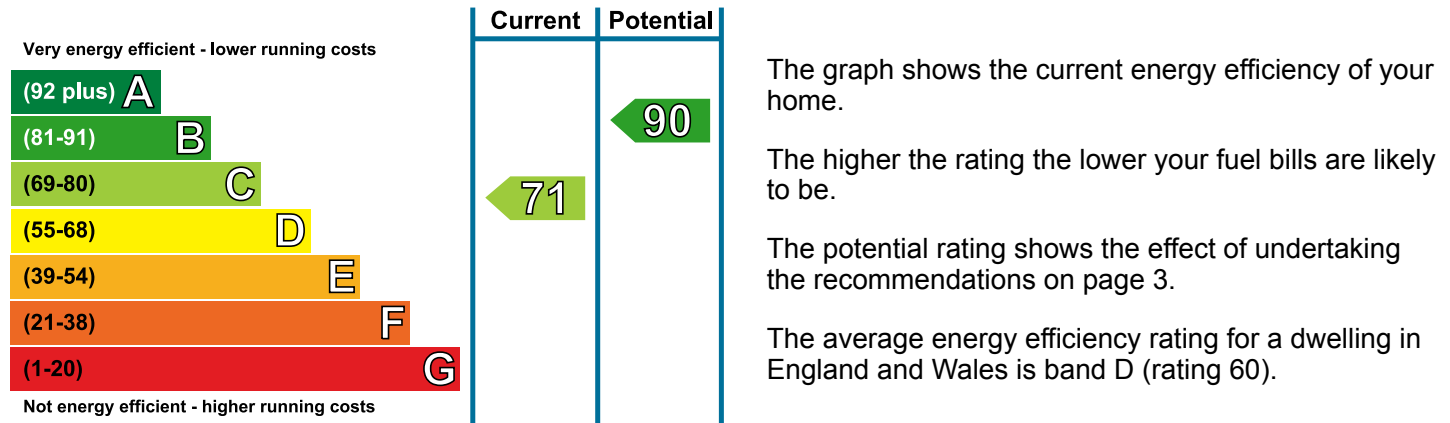 Current Potential
Very energy efficient - lower running costs
(92 plus) A
(81-91) B
(69-80) C
(55-68) D
(39-54) E
(21-38) F
(1-20) G
Not energy efficient - higher running costs
71
90
The graph shows the current energy efficiency of your
home.
The higher the rating the lower your fuel bills are likely
to be.
The potential rating shows the effect of undertaking
the recommendations on page 3.
The average energy efficiency rating for a dwelling in
England and Wales is band D (rating 60).